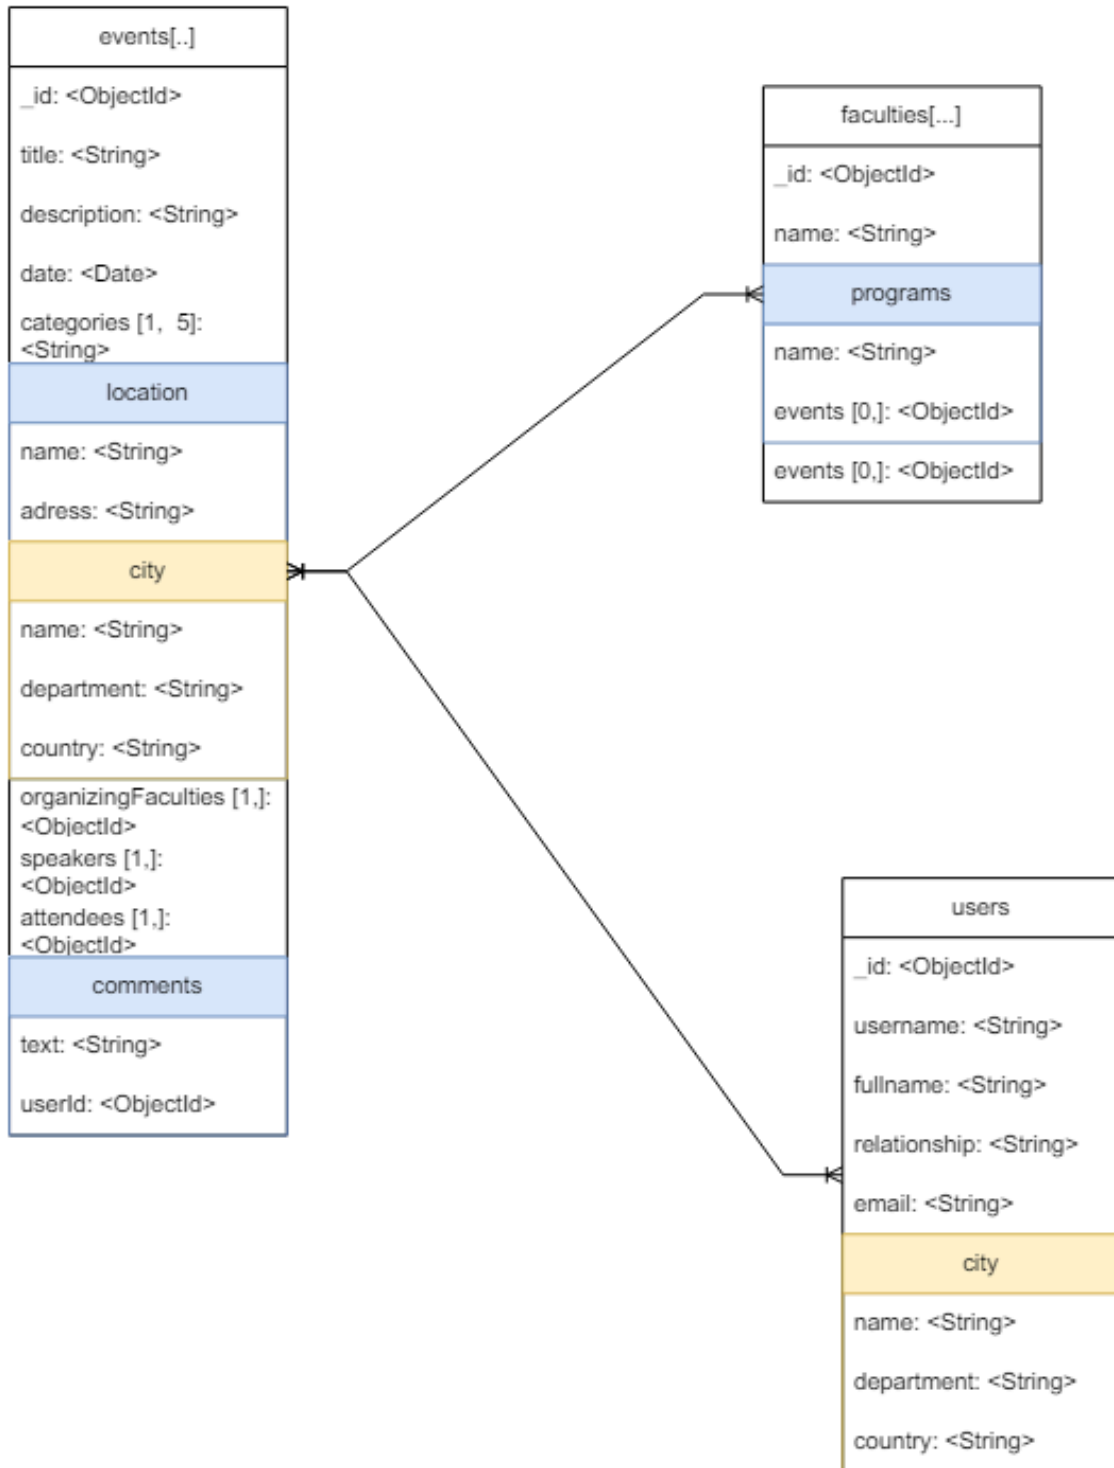 events[..]
_id: <ObjectId>
title: <String>
description: <String>
date: <Date>
categories [1,  5]:
<String>
location
name: <String>
adress: <String>
city
name: <String>
department: <String>
country: <String>
organizingFaculties [1,]:
<ObjectId>
speakers [1,]:
<ObjectId>
attendees [1,]:
<ObjectId>
comments
text: <String>
userId: <ObjectId>
faculties[...]
_id: <ObjectId>
name: <String>
programs
name: <String>
events [0,]: <ObjectId>
events [0,]: <ObjectId>
users
_id: <ObjectId>
username: <String>
fullname: <String>
relationship: <String>
email: <String>
city
name: <String>
department: <String>
country: <String>